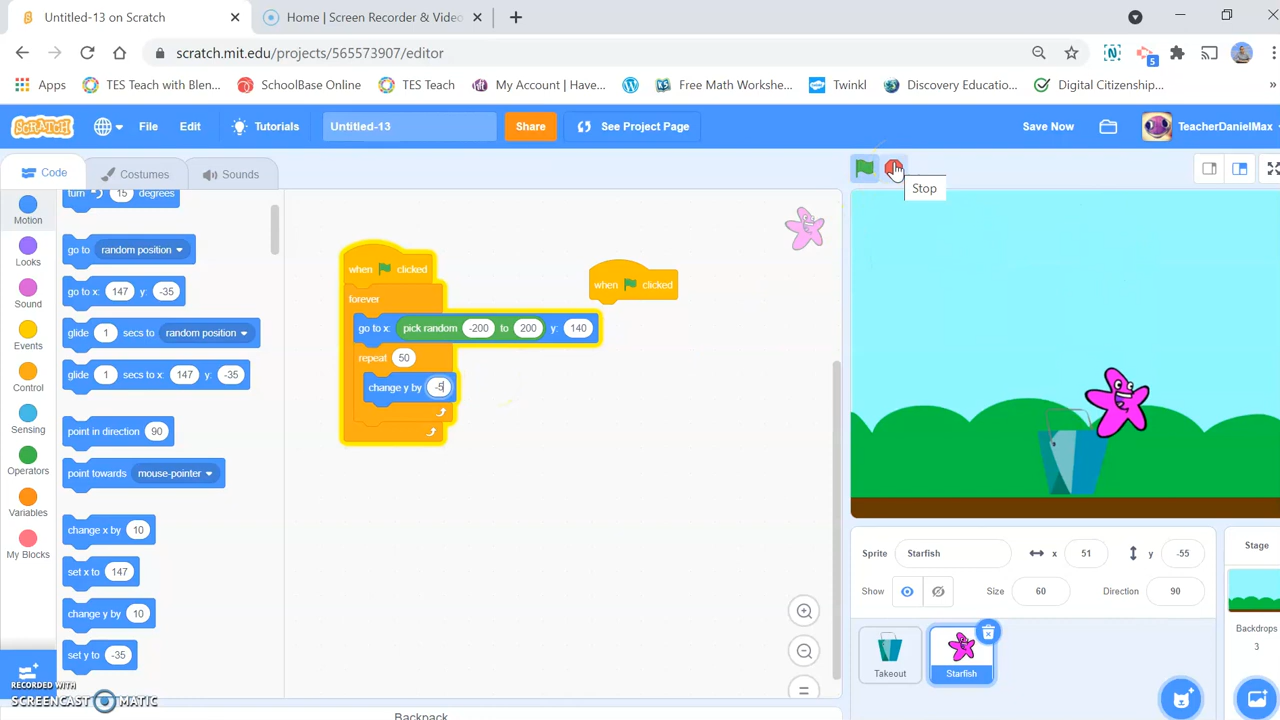 Untitled-13 on Scratch
Home | Screen Recorder & Video
scratch.mit.edu/projects/565573907/editor
5
Apps
TES Teach with Blen...
SchoolBase Online
TES Teach
My Account | Have...
Free Math Workshe...
Twinkl
Discovery Educatio...
Digital Citizenship...
»
SCRATCH
File
Edit
Tutorials
Untitled-13
Share
See Project Page
Save Now
TeacherDanielMax
Code
Costumes
Sounds
Stop
Motion
Looks
Sound
Events
Control
Sensing
Operators
Variables
My Blocks
turn 15 degrees
go to random position
go to x: 147 y: -35
glide 1 secs to random position
glide 1 secs to x: 147 y: -35
point in direction 90
point towards mouse-pointer
change x by 10
set x to 147
change y by 10
set y to -35
when clicked
forever
go to x: pick random -200 to 200 y: 140
repeat 50
change y by -5
when clicked
Sprite Starfish x 51 y -55
Show Size 60 Direction 90
Takeout
Starfish
Stage
Backdrops
3
Backpack
RECORDED WITH
SCREENCAST MATIC